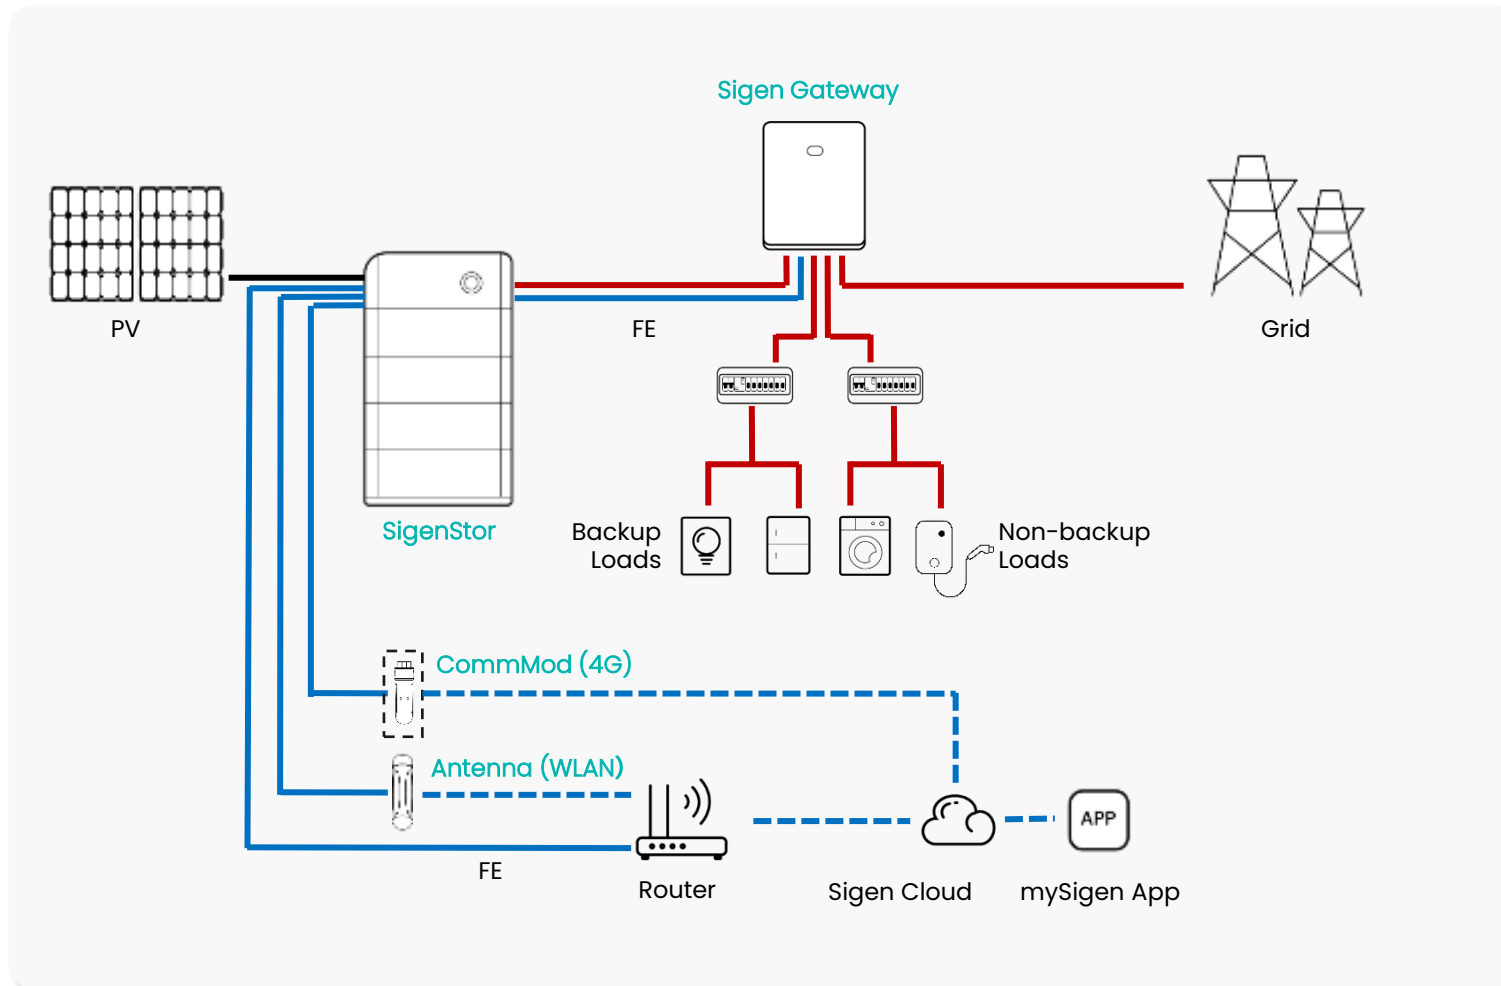 Sigen Gateway
PV
FE
Grid
SigenStor
Backup
Loads
Non-backup
Loads
CommMod (4G)
Antenna (WLAN)
APP
FE
Router
Sigen Cloud
mySigen App